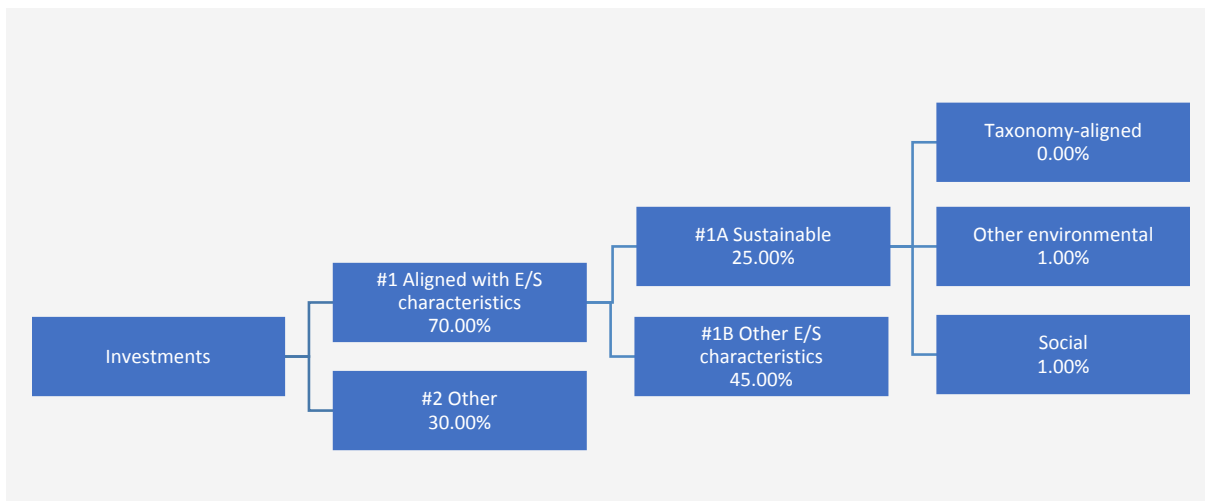 Investments
#1 Aligned with E/S
characteristics
70.00%
#2 Other
30.00%
#1A Sustainable
25.00%
#1B Other E/S
characteristics
45.00%
Taxonomy-aligned
0.00%
Other environmental
1.00%
Social
1.00%